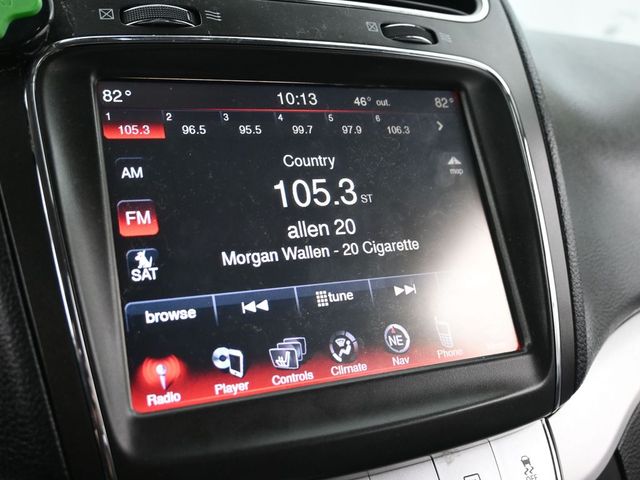 82° 10:13 46° out. 82°
1 2 3 4 5 6
105.3 96.5 95.5 99.7 97.9 106.3
AM Country map
FM 105.3 ST
allen 20
SAT Morgan Wallen - 20 Cigarette
browse tune
NE
Radio Player Controls Climate Nav Phone
OFF